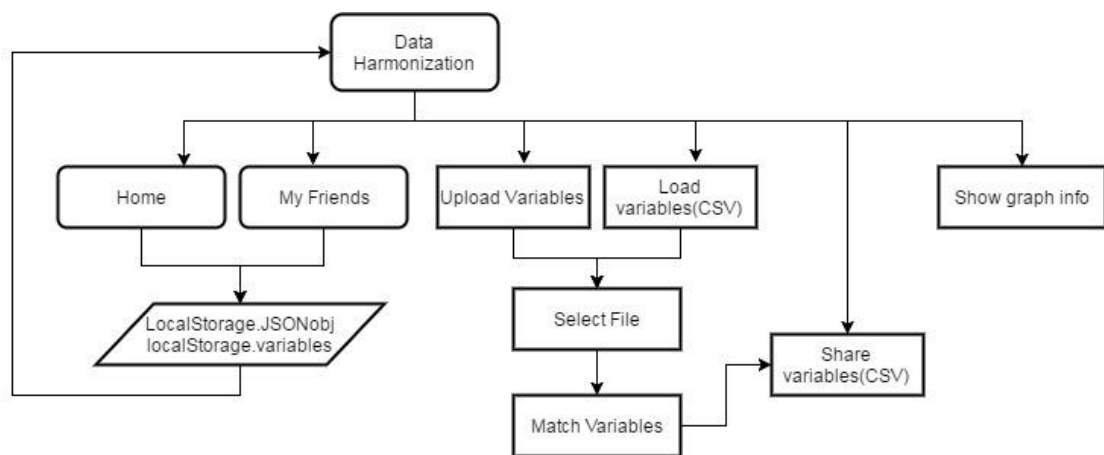 Data
Harmonization
Home
My Friends
Upload Variables
Load
variables(CSV)
Show graph info
LocalStorage.JSONobj
localStorage.variables
Select File
Share
variables(CSV)
Match Variables